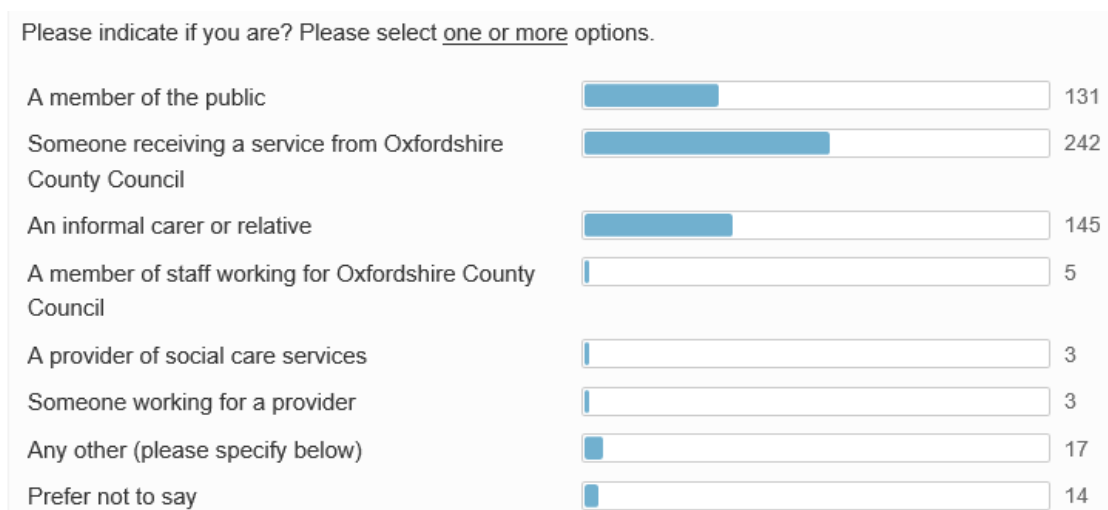 Please indicate if you are? Please select one or more options.
A member of the public 131
Someone receiving a service from Oxfordshire 242
County Council
An informal carer or relative 145
A member of staff working for Oxfordshire County 5
Council
A provider of social care services 3
Someone working for a provider 3
Any other (please specify below) 17
Prefer not to say 14